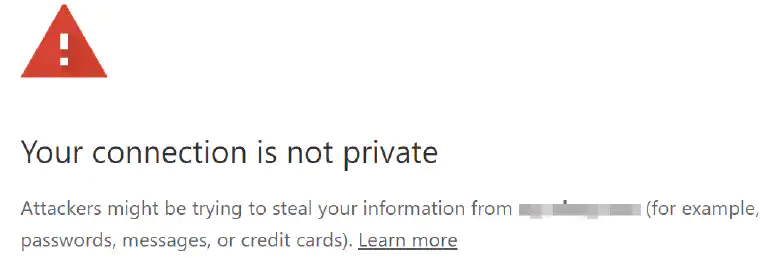 Your connection is not private
Attackers might be trying to steal your information from (for example,
passwords, messages, or credit cards). Learn more